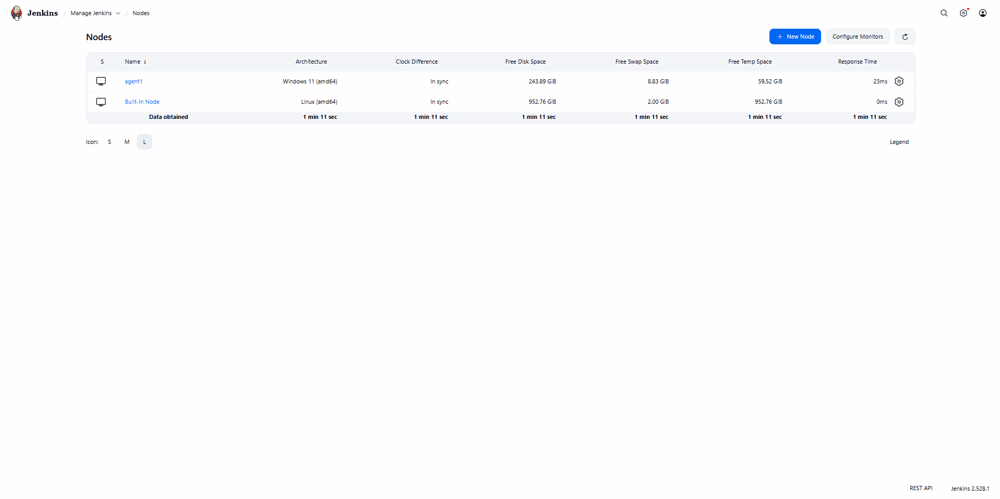 Jenkins / Manage Jenkins / Nodes
Nodes
+ New Node Configure Monitors
S Name ↓ Architecture Clock Difference Free Disk Space Free Swap Space Free Temp Space Response Time
agent1 Windows 11 (amd64) In sync 243.89 GiB 8.83 GiB 59.52 GiB 23ms
Built-In Node Linux (amd64) In sync 952.76 GiB 2.00 GiB 952.76 GiB 0ms
Data obtained 1 min 11 sec 1 min 11 sec 1 min 11 sec 1 min 11 sec 1 min 11 sec 1 min 11 sec
Icon: S M L Legend
REST API Jenkins 2.528.1